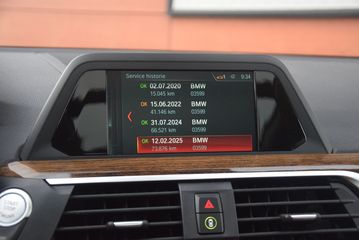 Service historie
9:34
OK 02.07.2020 BMW
15.045 km 03599
OK 15.06.2022 BMW
41.146 km 03599
OK 31.07.2024 BMW
66.521 km 03599
OK 12.02.2025 BMW
73.876 km 03599